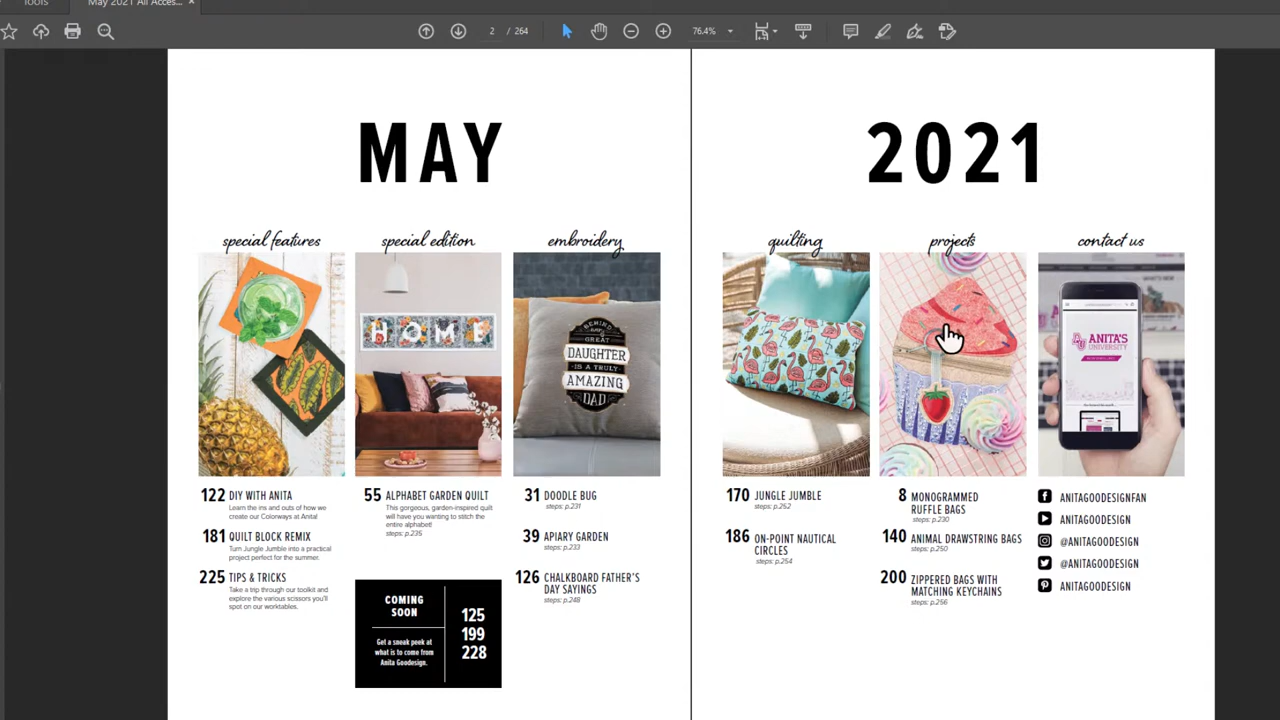 Tools
May 2021 All Acces...
2 / 264
76.4%
MAY
2021
special features
special edition
embroidery
quilting
projects
contact us
HOME
BEHIND
every
GREAT
DAUGHTER
IS A TRULY
AMAZING
DAD
ANITA'S
UNIVERSITY
122 DIY WITH ANITA
Learn the ins and outs of how we
create our Colorways at Anita!
181 QUILT BLOCK REMIX
Turn Jungle Jumble into a practical
project perfect for the summer.
225 TIPS & TRICKS
Take a trip through our toolkit and
explore the various scissors you'll
spot on our worktables.
55 ALPHABET GARDEN QUILT
This gorgeous, garden-inspired quilt
will have you wanting to stitch the
entire alphabet!
steps: p.235
COMING
SOON
Get a sneak peek at
what is to come from
Anita Goodesign.
125
199
228
31 DOODLE BUG
steps: p.231
39 APIARY GARDEN
steps: p.233
126 CHALKBOARD FATHER'S
DAY SAYINGS
steps: p.248
170 JUNGLE JUMBLE
steps: p.252
186 ON-POINT NAUTICAL
CIRCLES
steps: p.254
8 MONOGRAMMED
RUFFLE BAGS
steps: p.230
140 ANIMAL DRAWSTRING BAGS
steps: p.250
200 ZIPPERED BAGS WITH
MATCHING KEYCHAINS
steps: p.256
ANITAGOODESIGNFAN
ANITAGOODESIGN
@ANITAGOODESIGN
@ANITAGOODESIGN
ANITAGOODESIGN